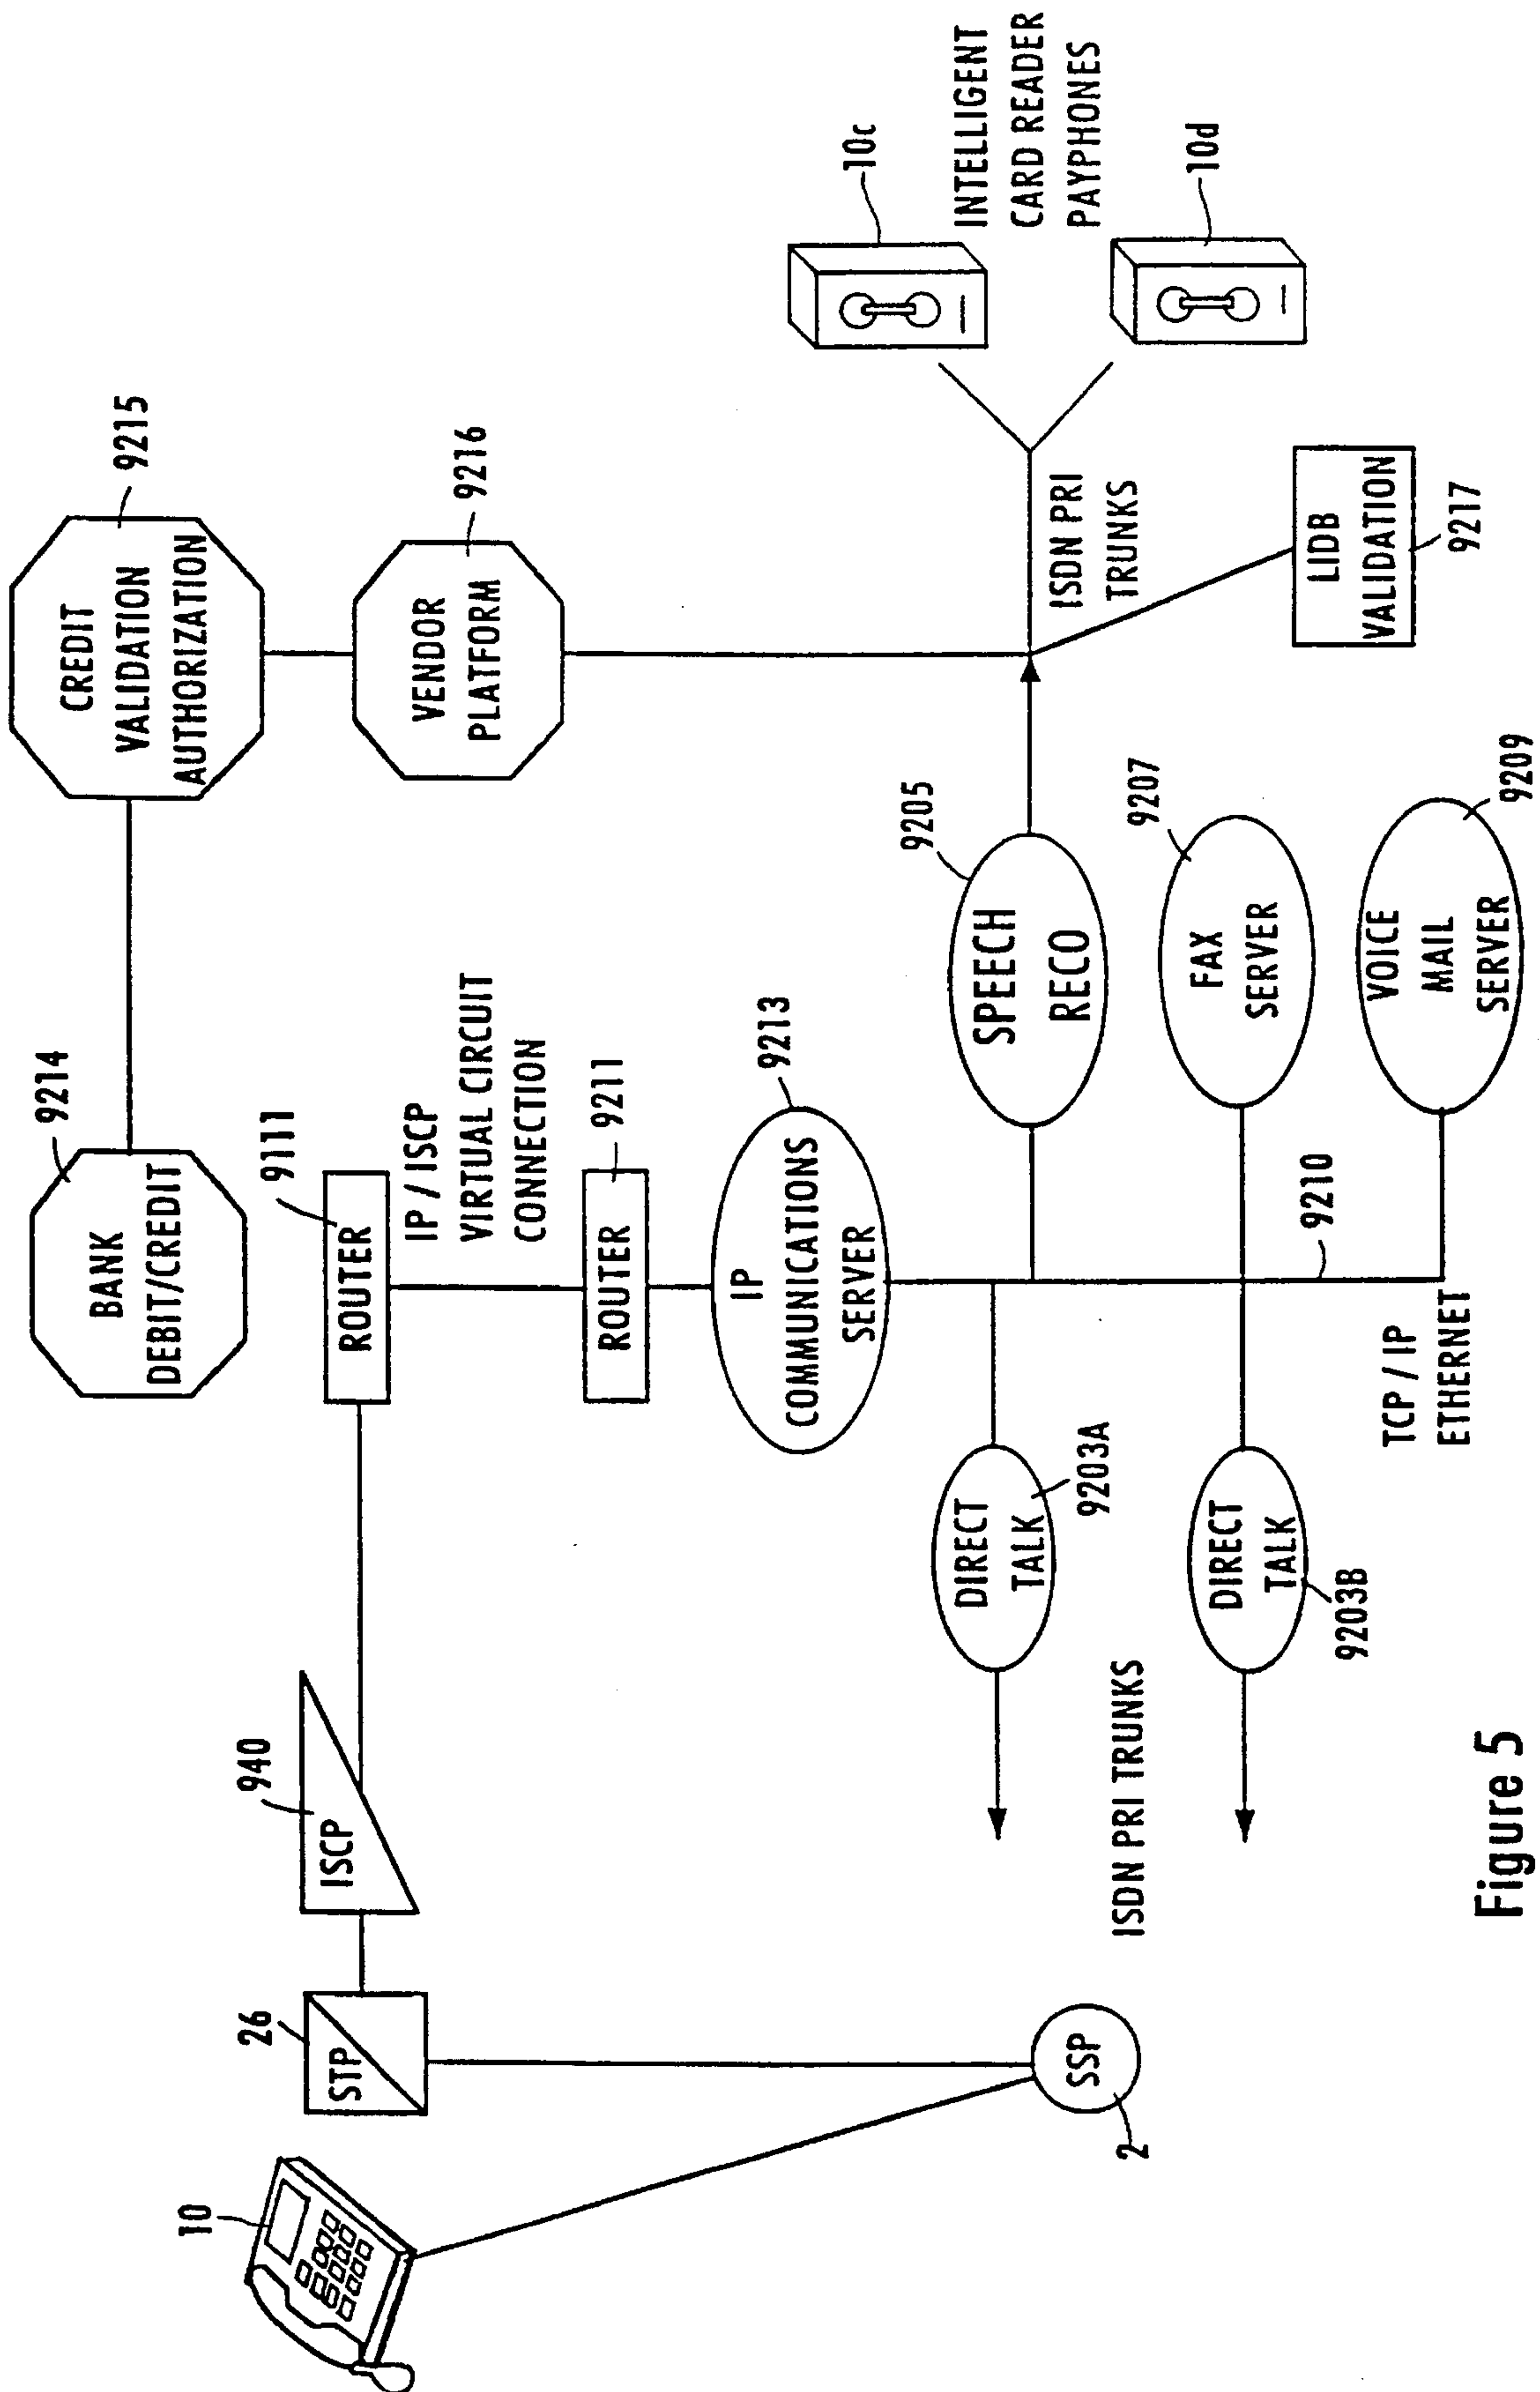 10
26
STP
940
ISCP
2
SSP
9214
BANK
DEBIT/CREDIT
9215
CREDIT
VALIDATION
AUTHORIZATION
9216
VENDOR
PLATFORM
9111
ROUTER
IP / ISCP
VIRTUAL CIRCUIT
CONNECTION
9211
ROUTER
9213
IP
COMMUNICATIONS
SERVER
10c
INTELLIGENT
CARD READER
PAYPHONES
10d
ISDN PRI
TRUNKS
LIDB
VALIDATION
9217
9205
SPEECH
RECO
9207
FAX
SERVER
9209
VOICE
MAIL
SERVER
9210
TCP / IP
ETHERNET
DIRECT
TALK
9203A
DIRECT
TALK
9203B
ISDN PRI TRUNKS
Figure 5